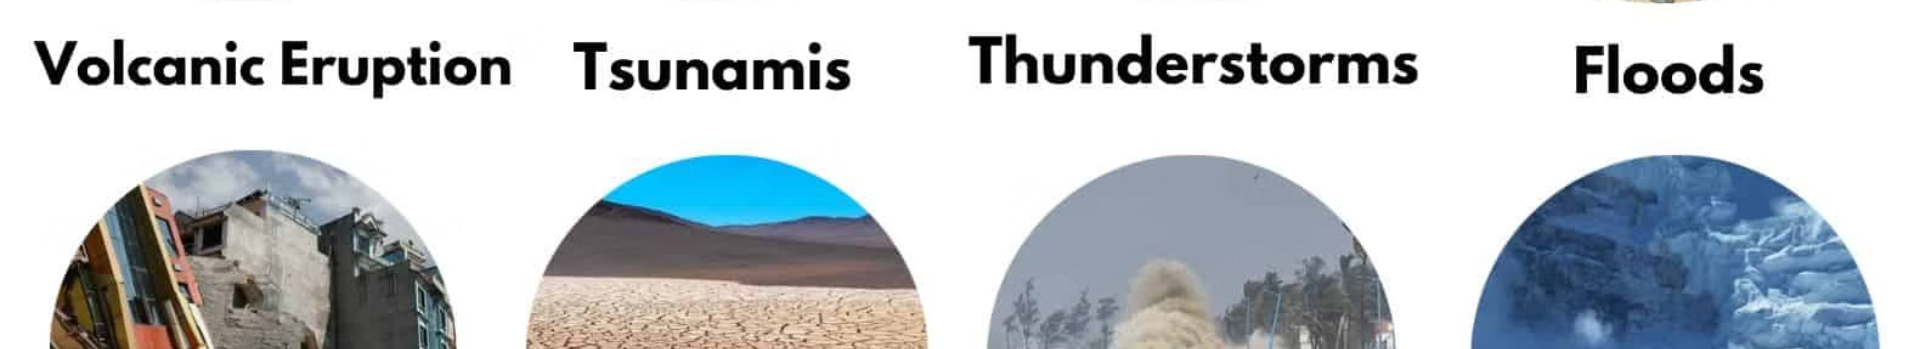 Volcanic Eruption
Tsunamis
Thunderstorms
Floods